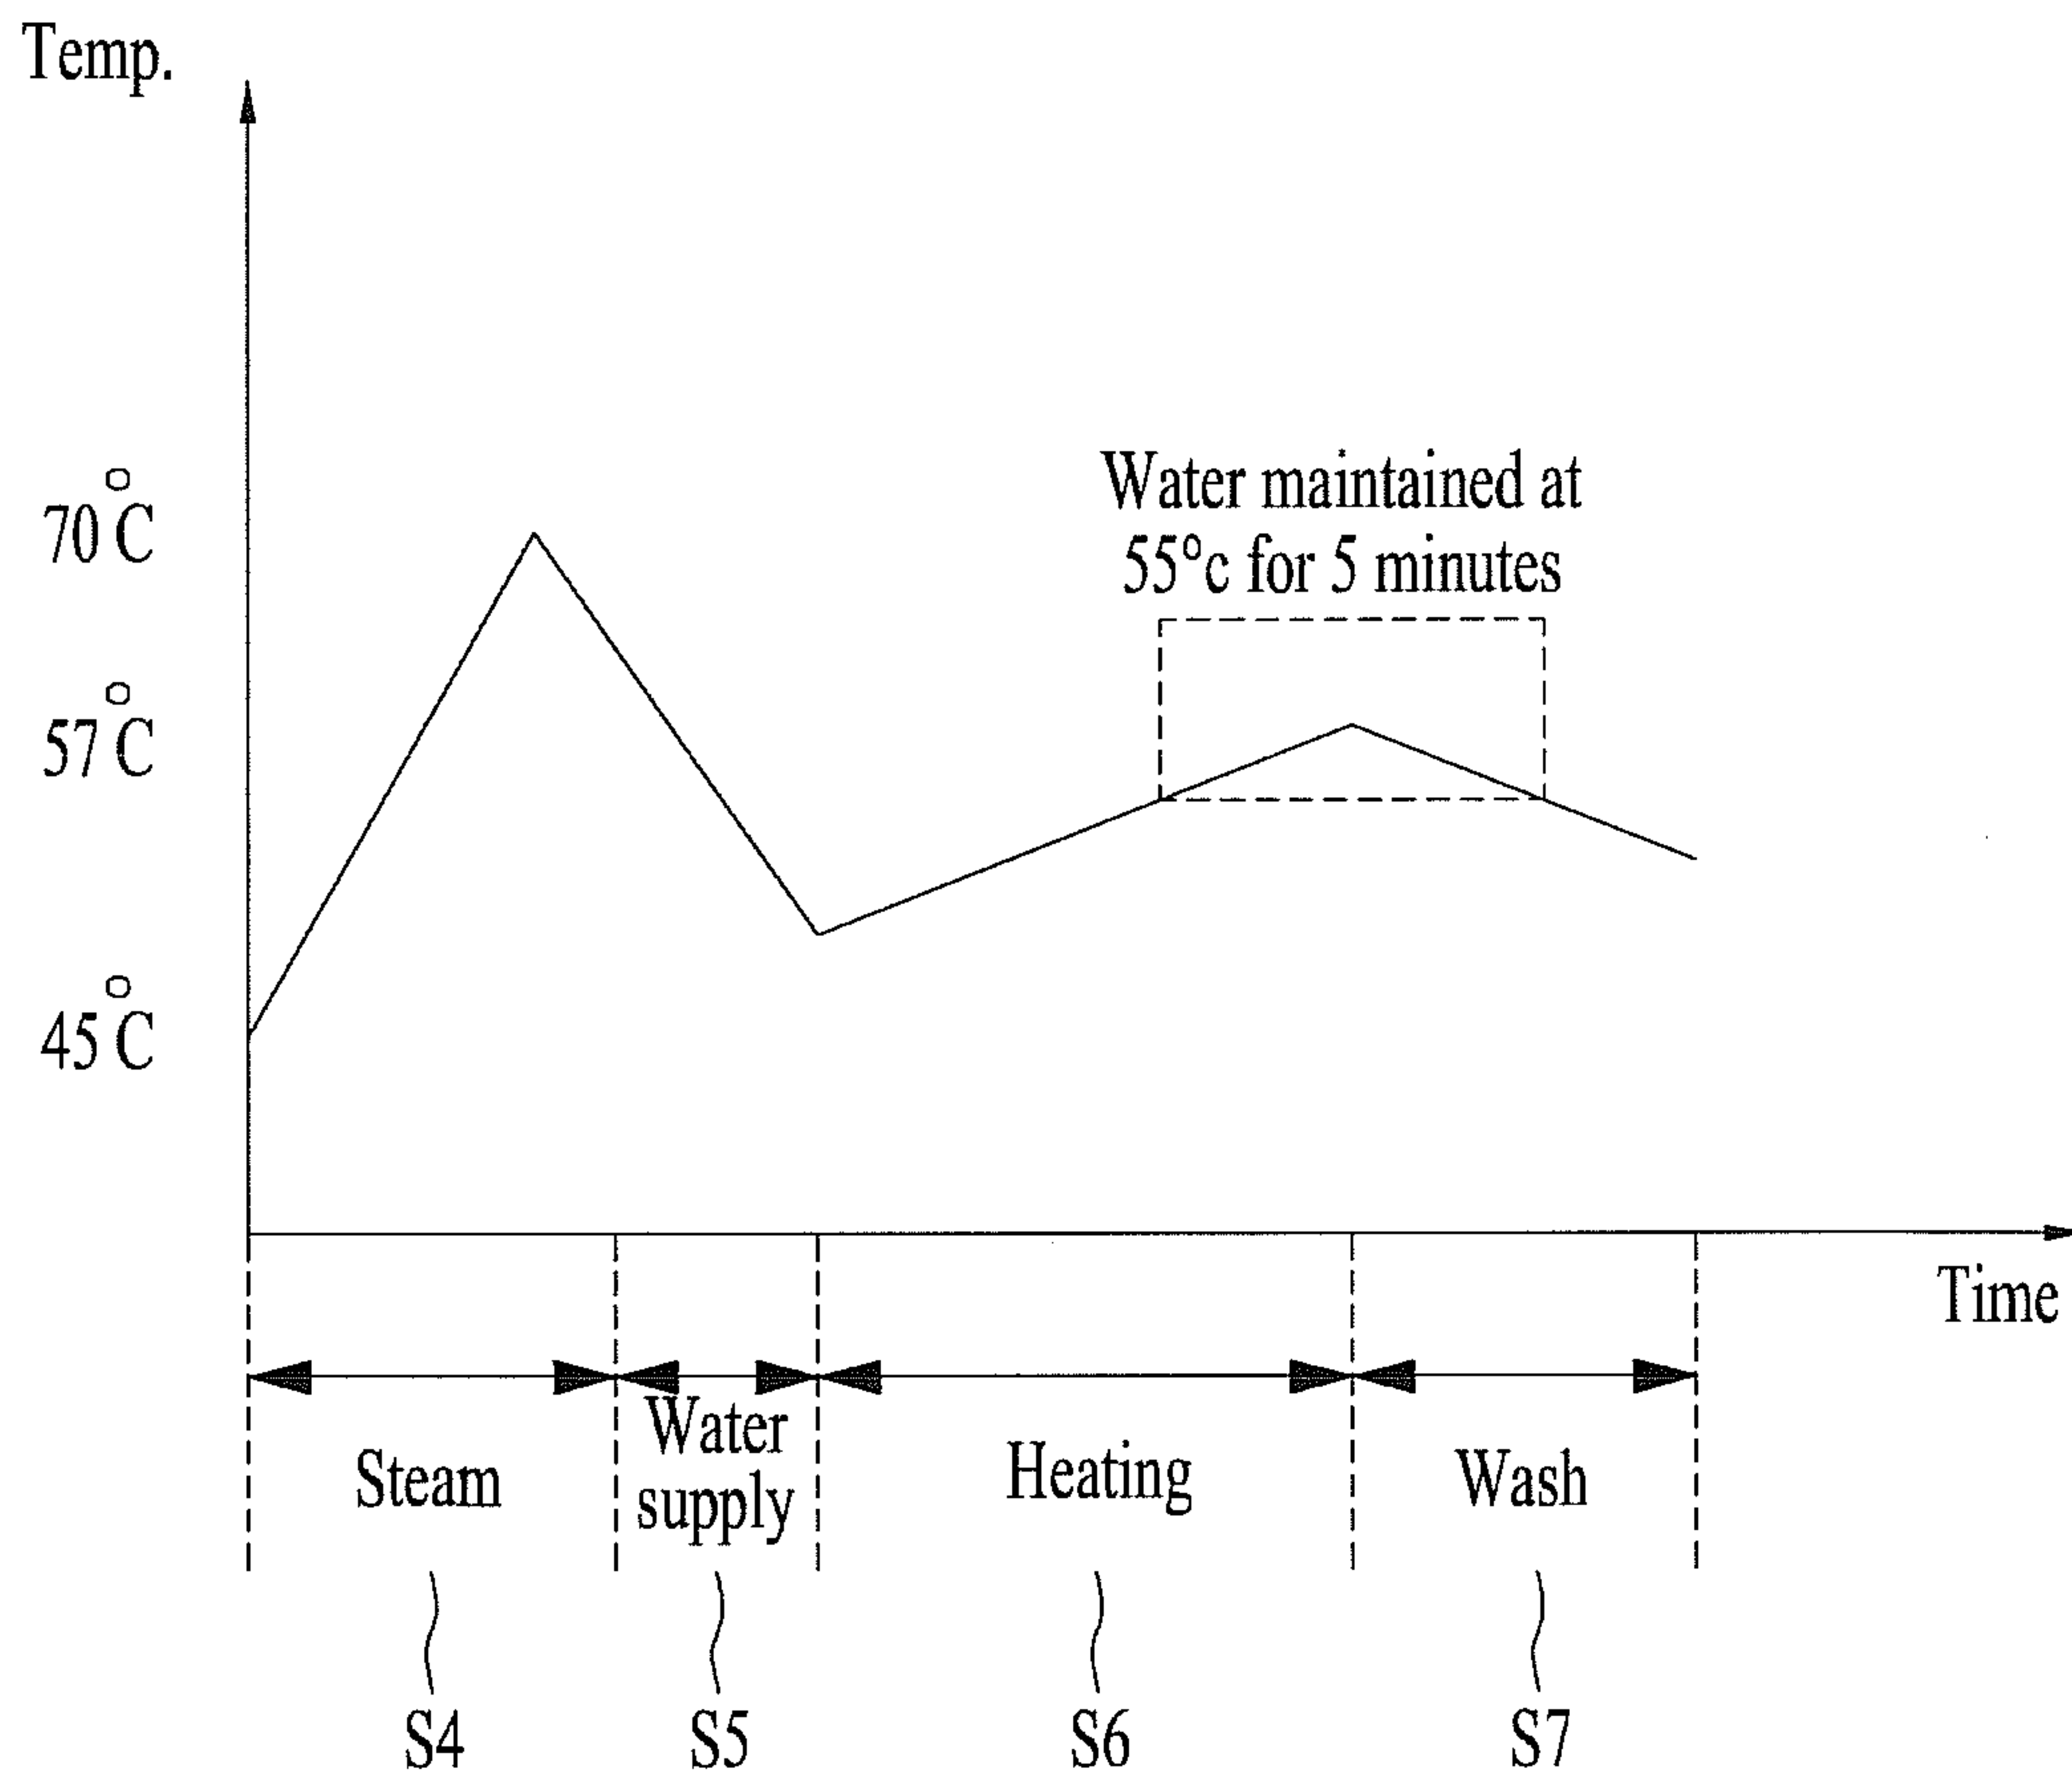 Temp.
70°C
57°C
45°C
Water maintained at
55°c for 5 minutes
Time
Steam
Water
supply
Heating
Wash
S4
S5
S6
S7